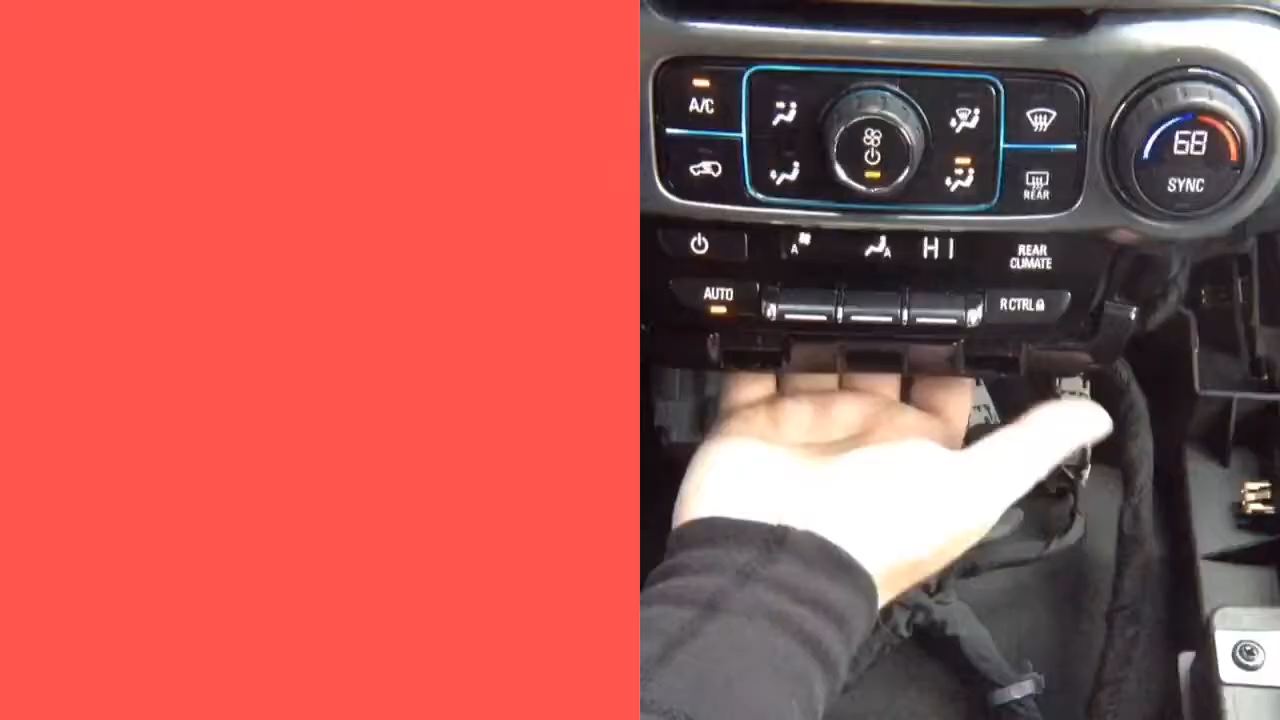 A/C
68
SYNC
REAR
A
A
HI
REAR
CLIMATE
AUTO
R CTRL